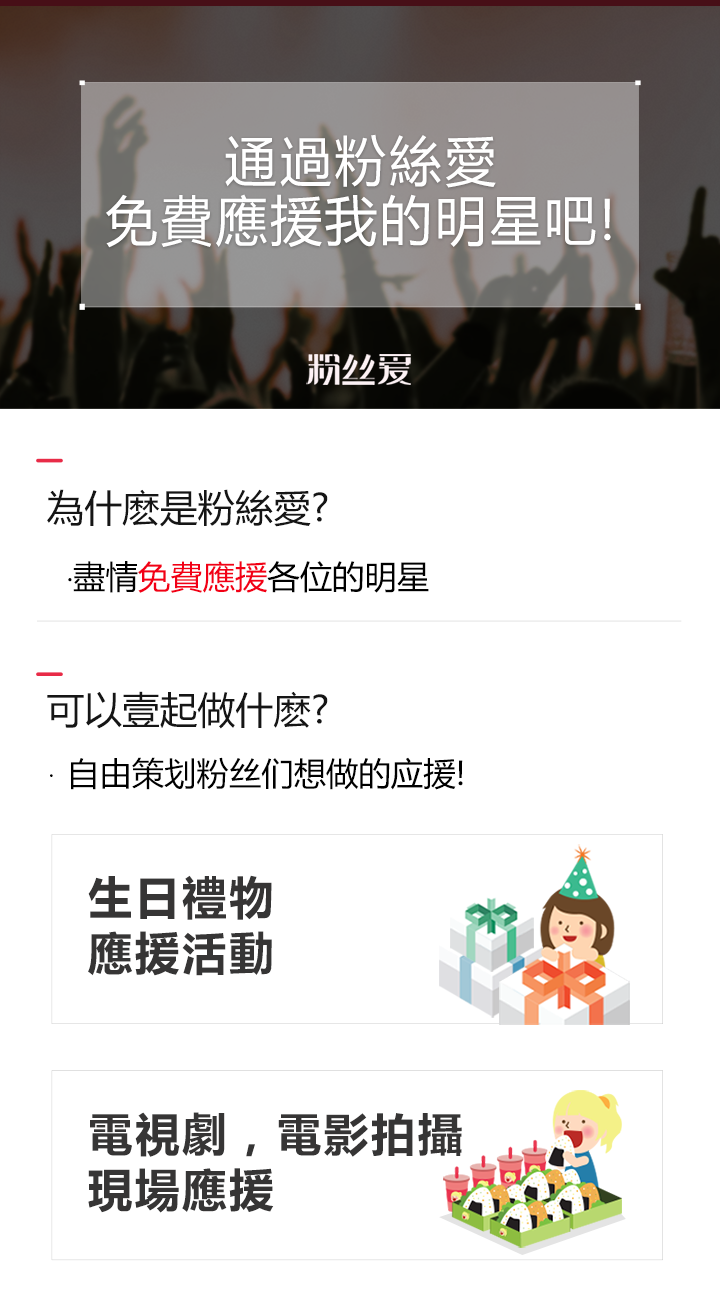 通過粉絲愛
免費應援我的明星吧!
粉丝爱
為什麽是粉絲愛?
·盡情免費應援各位的明星
可以壹起做什麽?
· 自由策划粉丝们想做的应援!
生日禮物
應援活動
電視劇，電影拍攝
現場應援